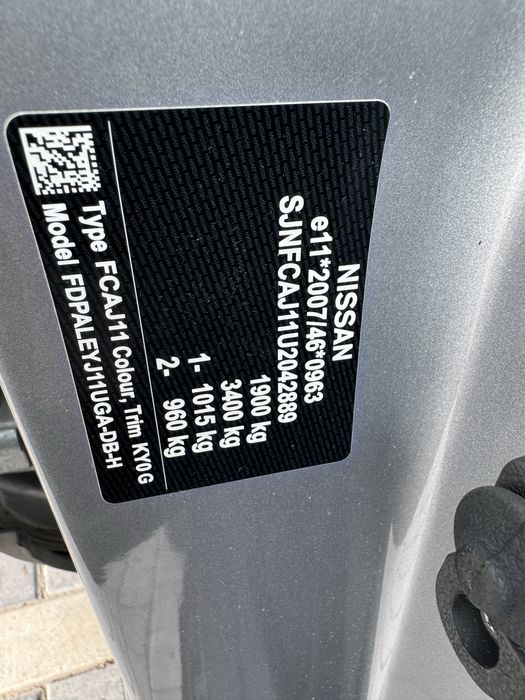 NISSAN
e11*2007/46*0963
SJNFCAJ11U2042889
1900 kg
3400 kg
1- 1015 kg
2- 960 kg
Type FCAJ11 Colour, Trim KY0 G
Model FDPALEYJ11UGA-DB-H